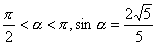 π/2 < α < π, sin α = 2√5/5